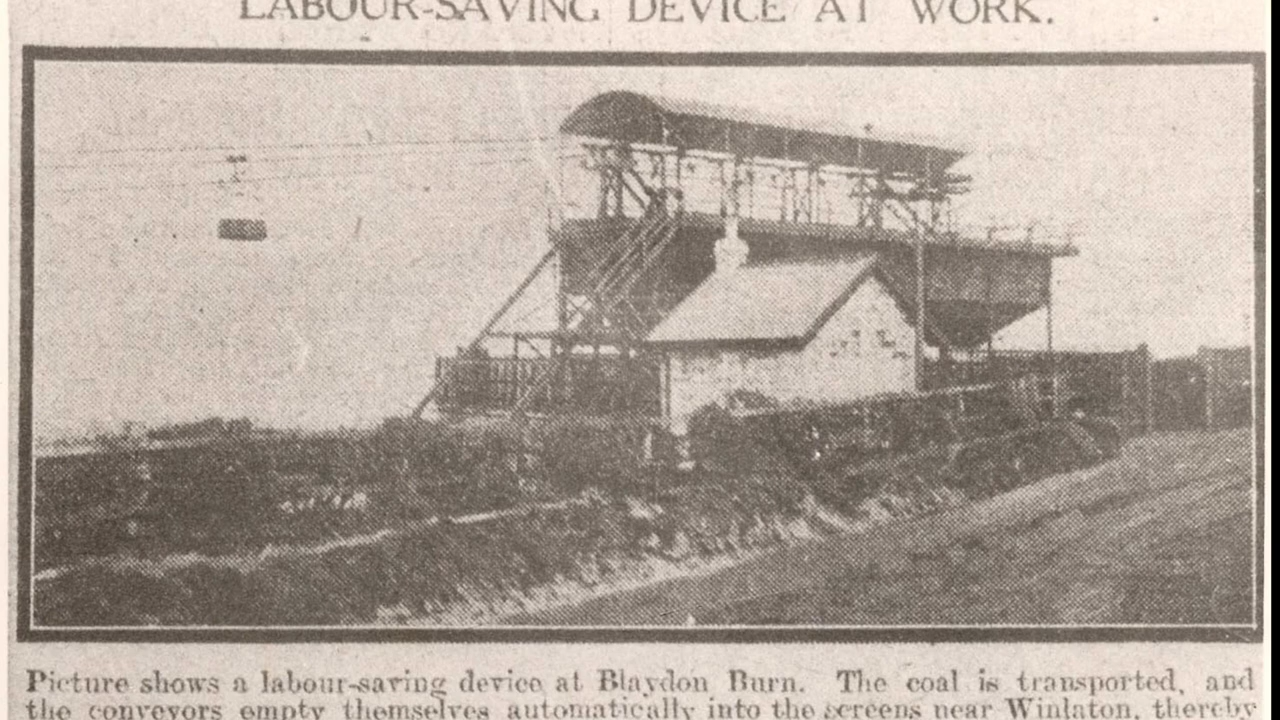 LABOUR-SAVING DEVICE AT WORK.
Picture shows a labour-saving device at Blaydon Burn. The coal is transported, and
the conveyors empty themselves automatically into the screens near Winlaton, thereby